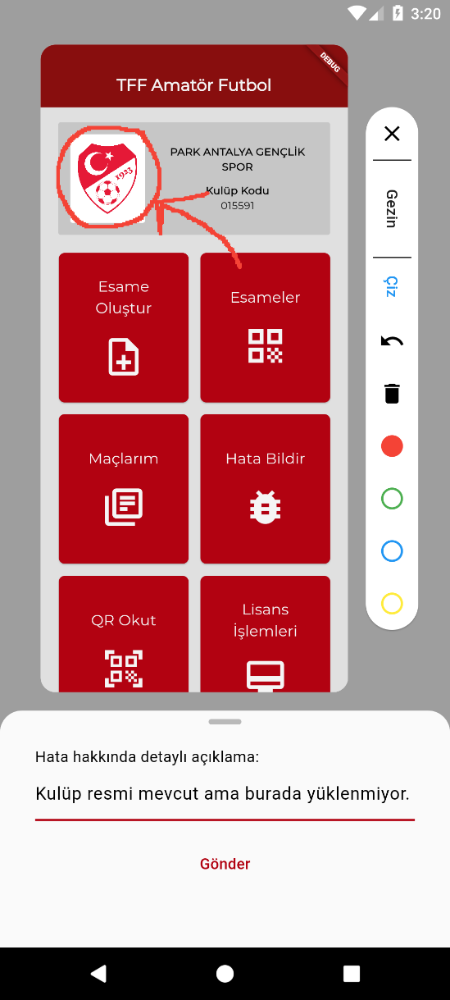 3:20
DEBUG
TFF Amatör Futbol
1923
PARK ANTALYA GENÇLİK
SPOR
Kulüp Kodu
015591
Esame
Oluştur
Esameler
Maçlarım
Hata Bildir
QR Okut
Lisans
İşlemleri
Gezin
Çiz
Hata hakkında detaylı açıklama:
Kulüp resmi mevcut ama burada yüklenmiyor.
Gönder